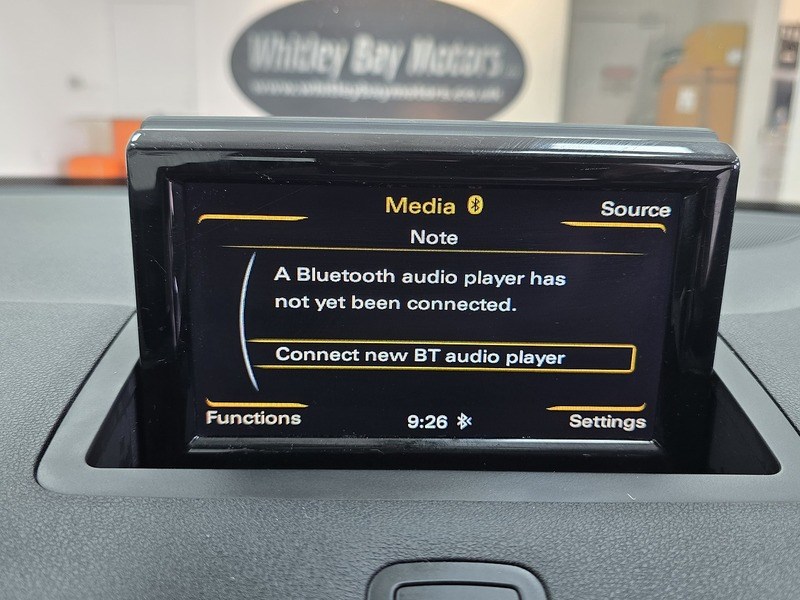 Whitley Bay Motors
www.whitleybaymotors.co.uk
Media
Source
Note
A Bluetooth audio player has
not yet been connected.
Connect new BT audio player
Functions
9:26
Settings